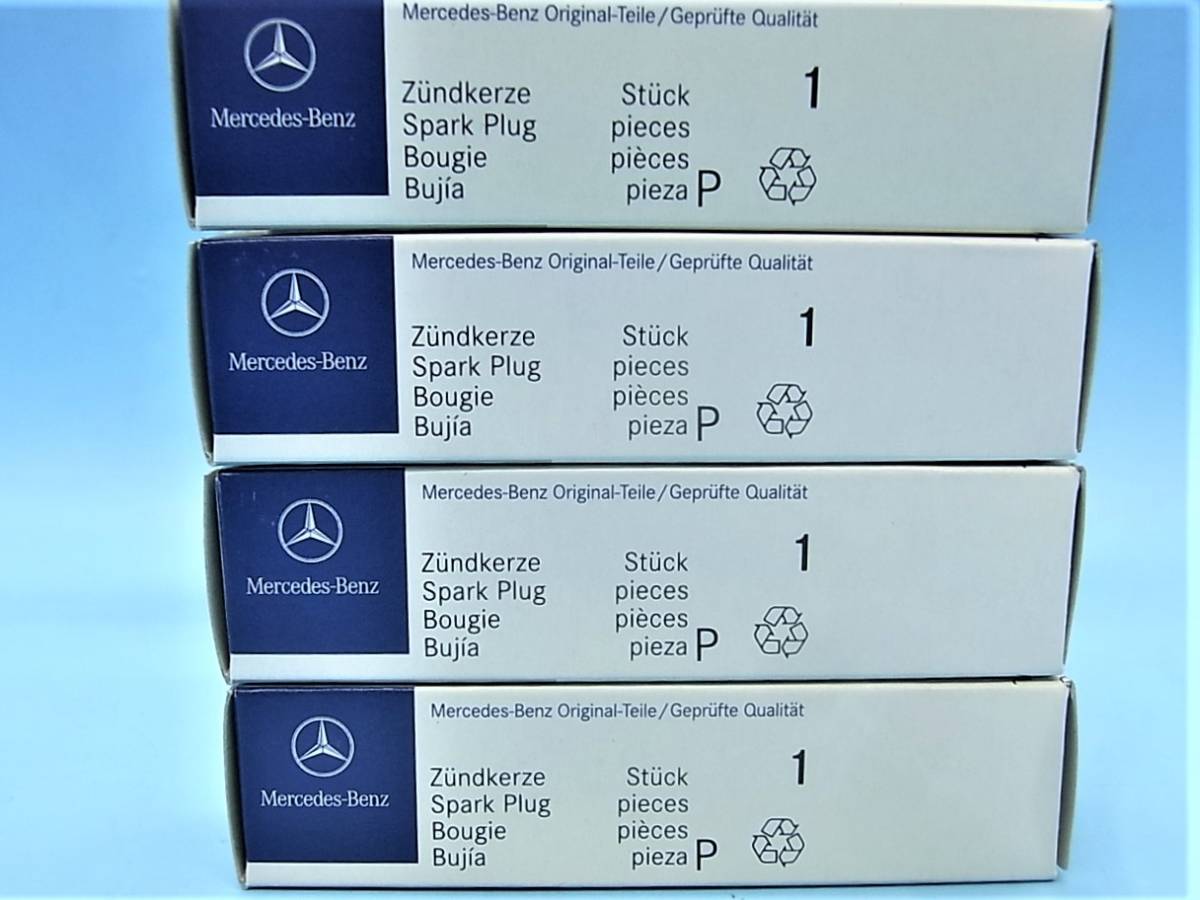 Mercedes-Benz Original-Teile/Geprüfte Qualität
Mercedes-Benz
Zündkerze Stück 1
Spark Plug pieces
Bougie pièces
Bujía pieza P
Mercedes-Benz Original-Teile/Geprüfte Qualität
Mercedes-Benz
Zündkerze Stück 1
Spark Plug pieces
Bougie pièces
Bujía pieza P
Mercedes-Benz Original-Teile/Geprüfte Qualität
Mercedes-Benz
Zündkerze Stück 1
Spark Plug pieces
Bougie pièces
Bujía pieza P
Mercedes-Benz Original-Teile/Geprüfte Qualität
Mercedes-Benz
Zündkerze Stück 1
Spark Plug pieces
Bougie pièces
Bujía pieza P